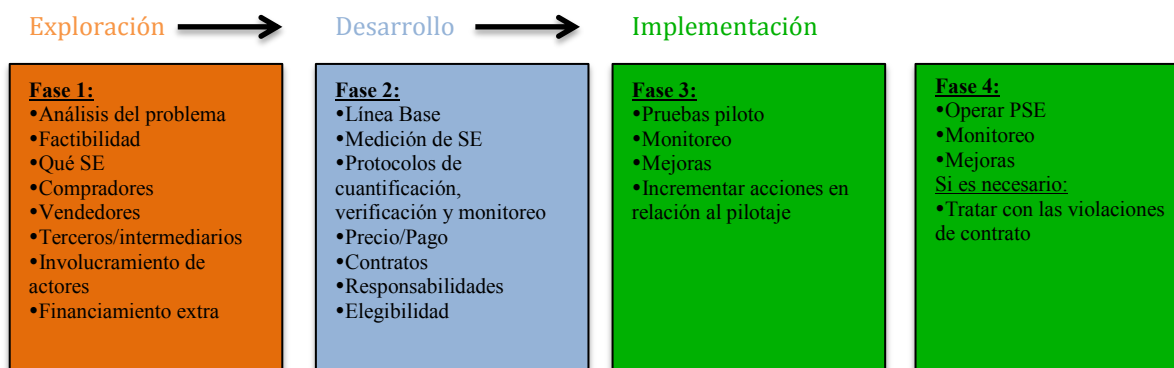 Exploración
Desarrollo
Implementación
Fase 1:
•Análisis del problema
•Factibilidad
•Qué SE
•Compradores
•Vendedores
•Terceros/intermediarios
•Involucramiento de
actores
•Financiamiento extra
Fase 2:
•Línea Base
•Medición de SE
•Protocolos de
cuantificación,
verificación y monitoreo
•Precio/Pago
•Contratos
•Responsabilidades
•Elegibilidad
Fase 3:
•Pruebas piloto
•Monitoreo
•Mejoras
•Incrementar acciones en
relación al pilotaje
Fase 4:
•Operar PSE
•Monitoreo
•Mejoras
Si es necesario:
•Tratar con las violaciones
de contrato